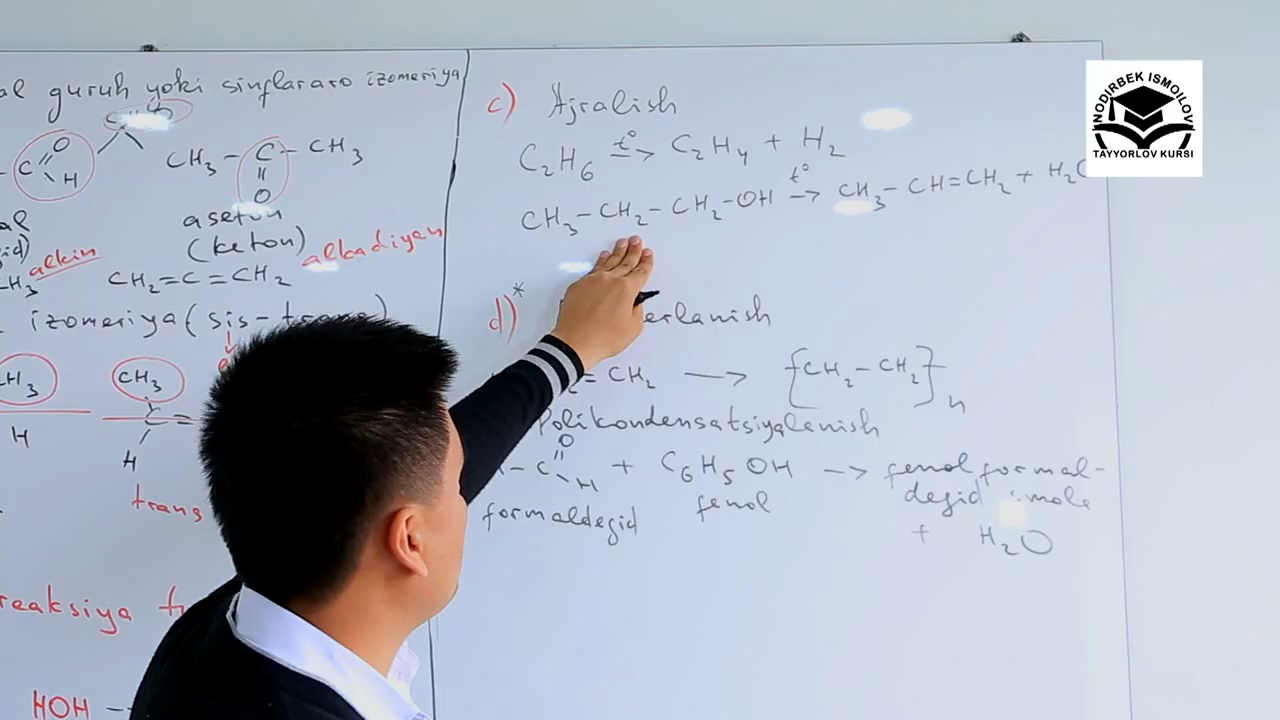 al guruh yoki sinflararo izomeriya
C O
C O H
CH₃ – C – CH₃
O
al
aseton
(keton)
alkin
alkadiyen
CH₃
CH₂=C=CH₂
izomeriya (sis-trans)
CH₃
CH₃
H
H
trans
reaksiya
HOH
c) Ajralish
C₂H₆ t° → C₂H₄ + H₂
CH₃–CH₂–CH₂–OH t° → CH₃–CH=CH₂ + H₂O
d)* erlanish
= CH₂ → [CH₂–CH₂]n
Polikondensatsiyalanish
–C O H + C₆H₅OH → fenolformal-
degid smola
formaldegid fenol
+ H₂O
NODIRBEK ISMOILOV
TAYYORLOV KURSI